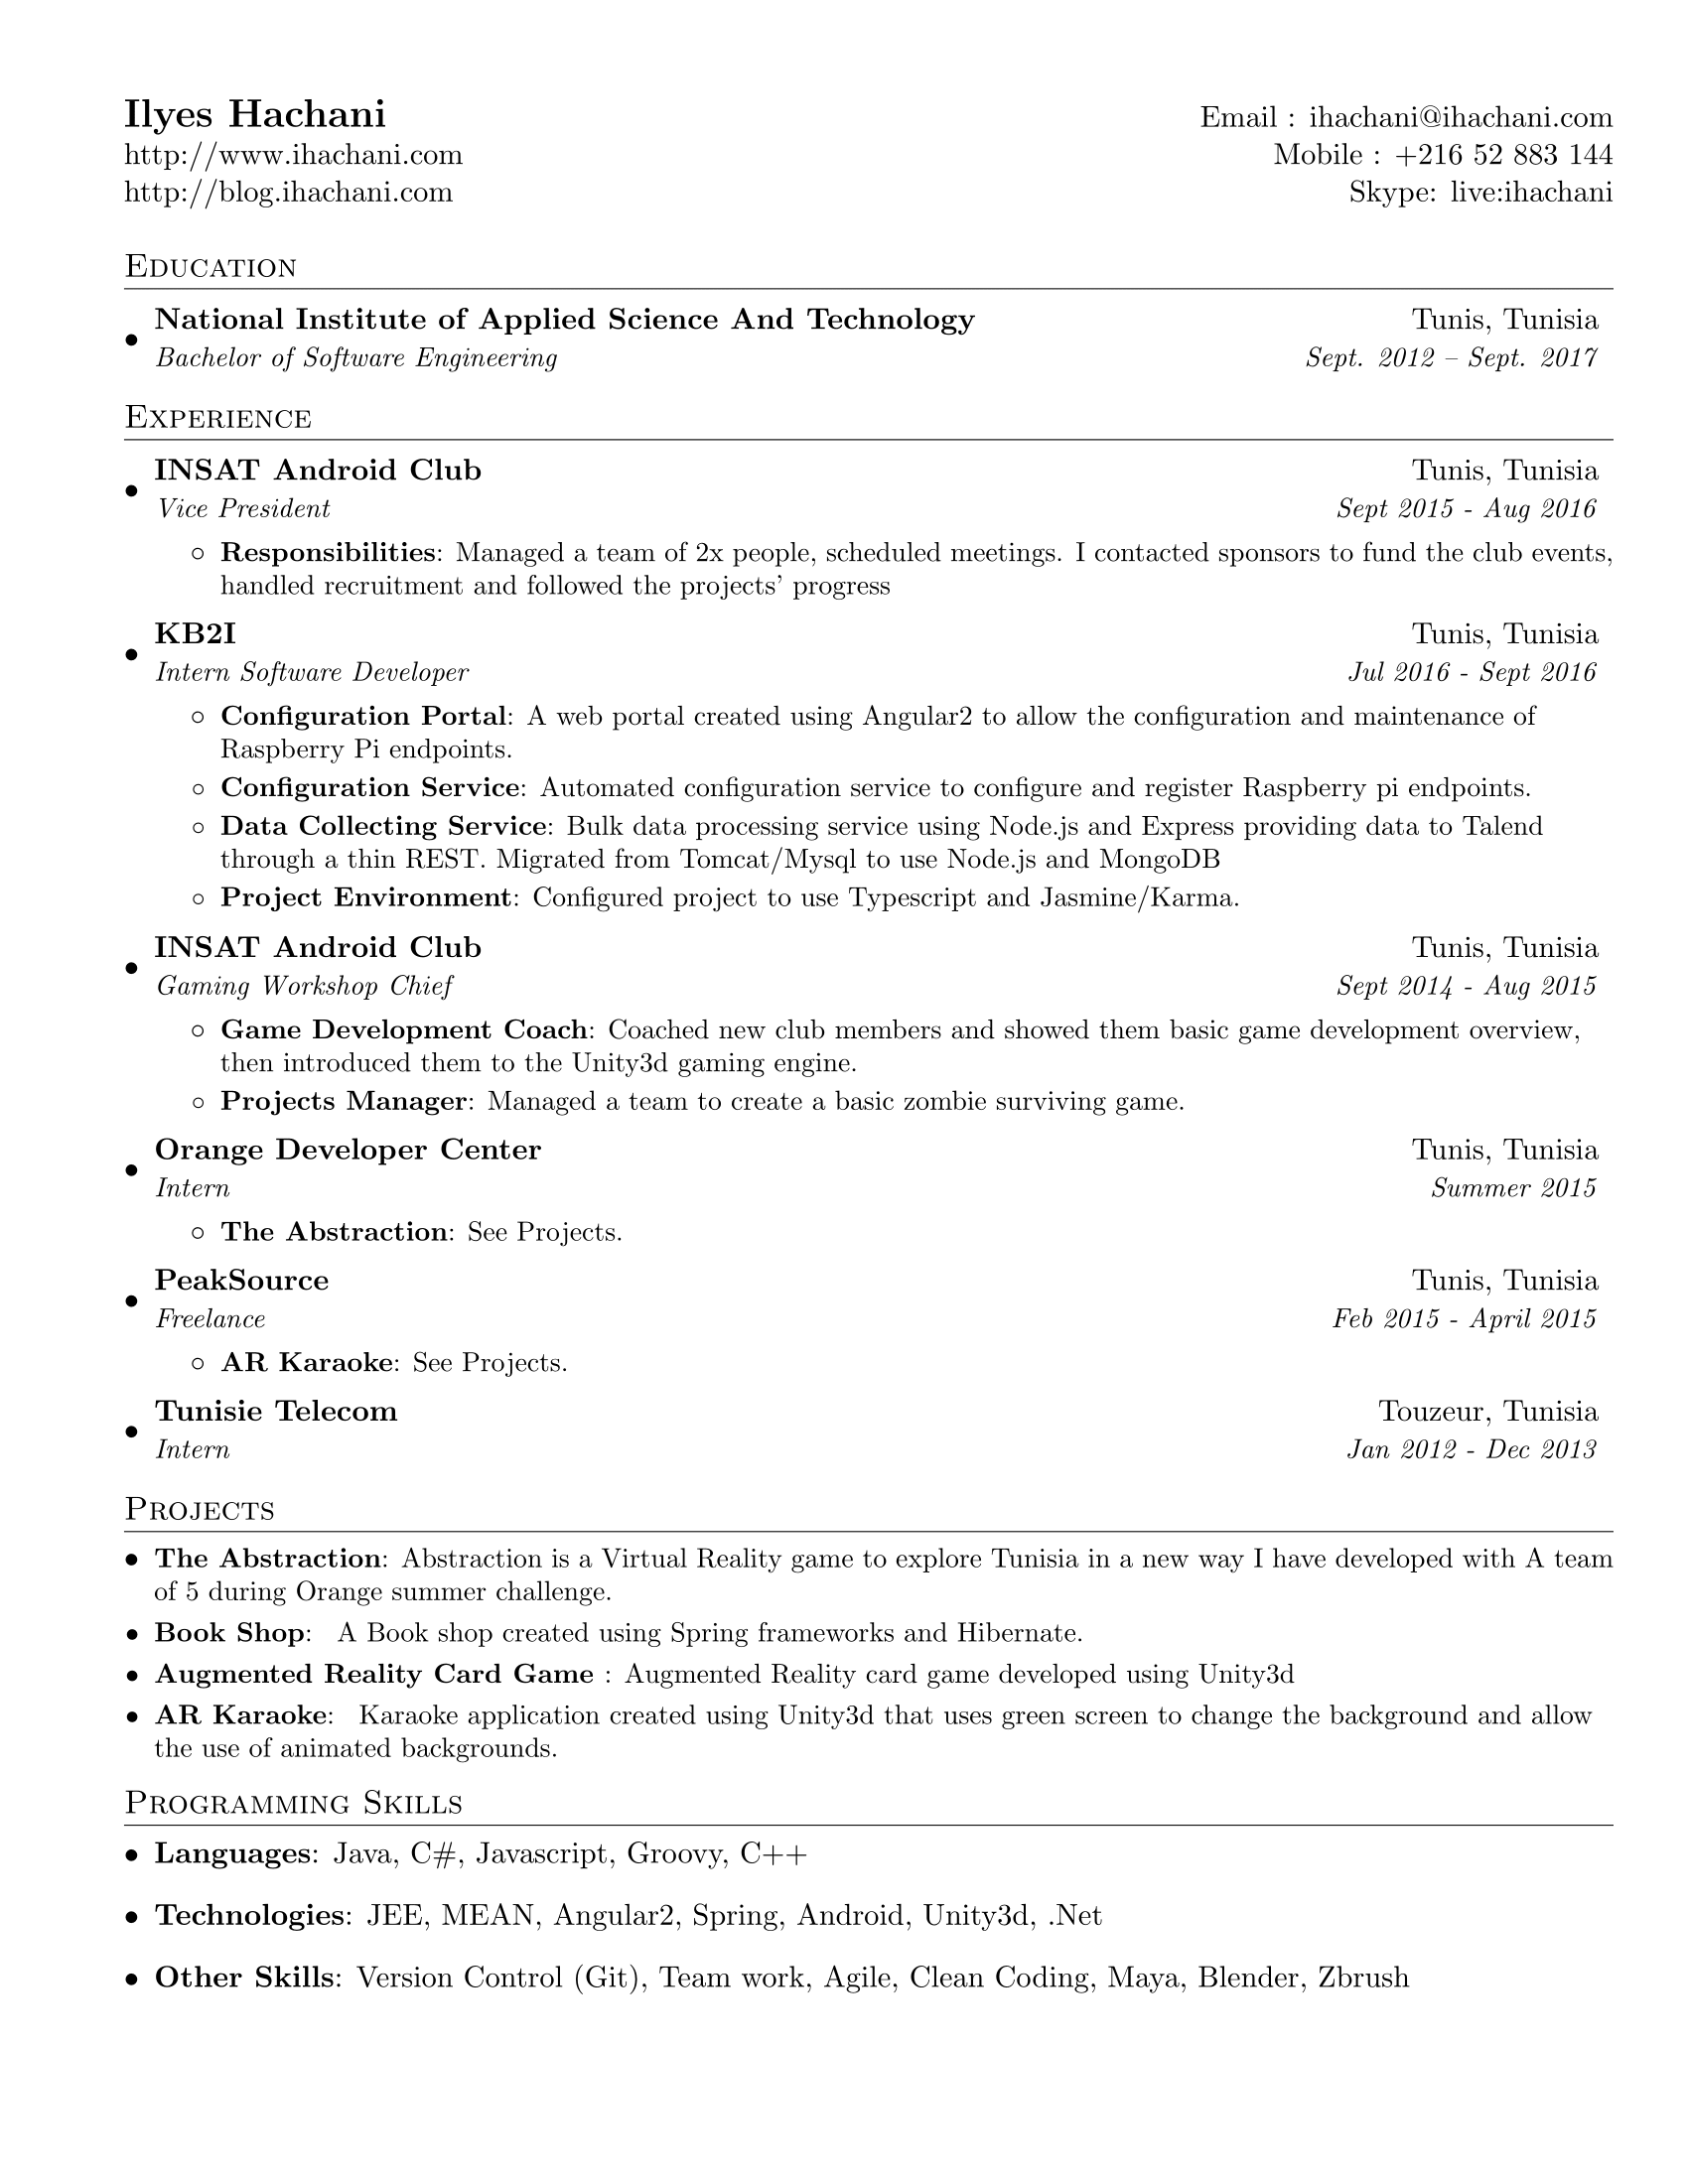 Ilyes Hachani
Email : ihachani@ihachani.com
http://www.ihachani.com
Mobile : +216 52 883 144
http://blog.ihachani.com
Skype: live:ihachani
Education
• National Institute of Applied Science And Technology
Tunis, Tunisia
Bachelor of Software Engineering
Sept. 2012 – Sept. 2017
Experience
• INSAT Android Club
Tunis, Tunisia
Vice President
Sept 2015 - Aug 2016
◦ Responsibilities: Managed a team of 2x people, scheduled meetings. I contacted sponsors to fund the club events,
handled recruitment and followed the projects' progress
• KB2I
Tunis, Tunisia
Intern Software Developer
Jul 2016 - Sept 2016
◦ Configuration Portal: A web portal created using Angular2 to allow the configuration and maintenance of
Raspberry Pi endpoints.
◦ Configuration Service: Automated configuration service to configure and register Raspberry pi endpoints.
◦ Data Collecting Service: Bulk data processing service using Node.js and Express providing data to Talend
through a thin REST. Migrated from Tomcat/Mysql to use Node.js and MongoDB
◦ Project Environment: Configured project to use Typescript and Jasmine/Karma.
• INSAT Android Club
Tunis, Tunisia
Gaming Workshop Chief
Sept 2014 - Aug 2015
◦ Game Development Coach: Coached new club members and showed them basic game development overview,
then introduced them to the Unity3d gaming engine.
◦ Projects Manager: Managed a team to create a basic zombie surviving game.
• Orange Developer Center
Tunis, Tunisia
Intern
Summer 2015
◦ The Abstraction: See Projects.
• PeakSource
Tunis, Tunisia
Freelance
Feb 2015 - April 2015
◦ AR Karaoke: See Projects.
• Tunisie Telecom
Touzeur, Tunisia
Intern
Jan 2012 - Dec 2013
Projects
• The Abstraction: Abstraction is a Virtual Reality game to explore Tunisia in a new way I have developed with A team
of 5 during Orange summer challenge.
• Book Shop: A Book shop created using Spring frameworks and Hibernate.
• Augmented Reality Card Game : Augmented Reality card game developed using Unity3d
• AR Karaoke: Karaoke application created using Unity3d that uses green screen to change the background and allow
the use of animated backgrounds.
Programming Skills
• Languages: Java, C#, Javascript, Groovy, C++
• Technologies: JEE, MEAN, Angular2, Spring, Android, Unity3d, .Net
• Other Skills: Version Control (Git), Team work, Agile, Clean Coding, Maya, Blender, Zbrush